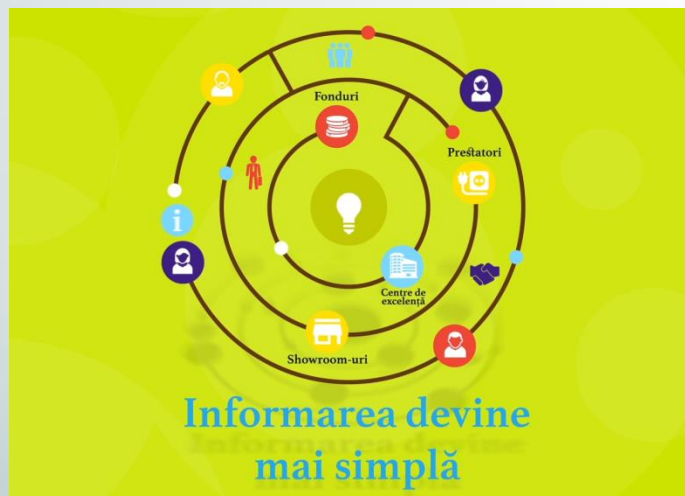 Fonduri
Prestatori
Centre de
excelență
Showroom-uri
Informarea devine
mai simplă